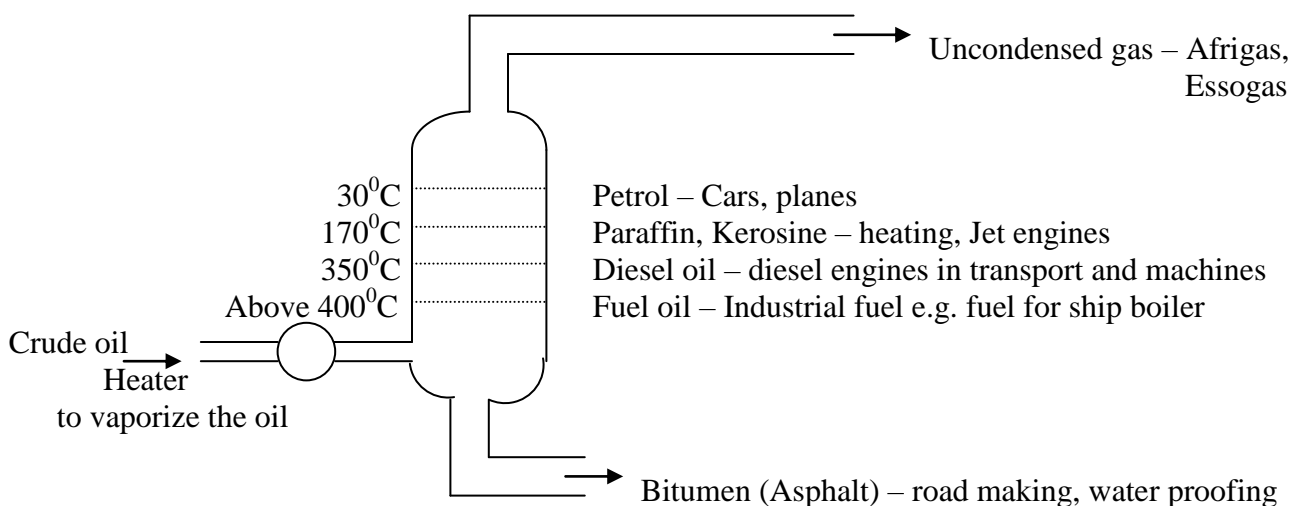 Uncondensed gas – Afrigas,
Essogas
30⁰C Petrol – Cars, planes
170⁰C Paraffin, Kerosine – heating, Jet engines
350⁰C Diesel oil – diesel engines in transport and machines
Above 400⁰C Fuel oil – Industrial fuel e.g. fuel for ship boiler
Crude oil
Heater
to vaporize the oil
Bitumen (Asphalt) – road making, water proofing